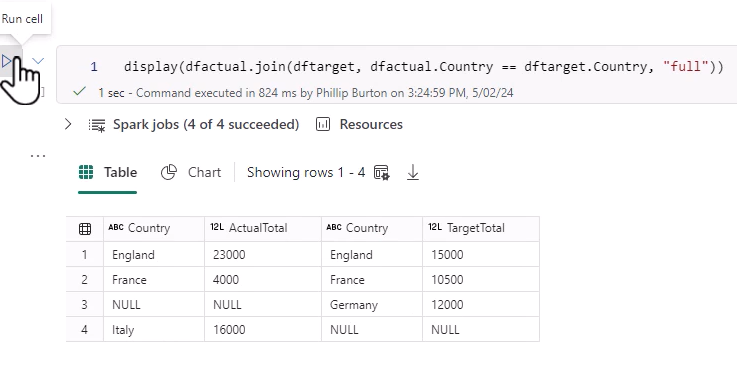 Run cell
1 display(dfactual.join(dftarget, dfactual.Country == dftarget.Country, "full"))
]
1 sec - Command executed in 824 ms by Phillip Burton on 3:24:59 PM, 5/02/24
Spark jobs (4 of 4 succeeded) Resources
Table Chart Showing rows 1 - 4
ABC Country 12L ActualTotal ABC Country 12L TargetTotal
1 England 23000 England 15000
2 France 4000 France 10500
3 NULL NULL Germany 12000
4 Italy 16000 NULL NULL